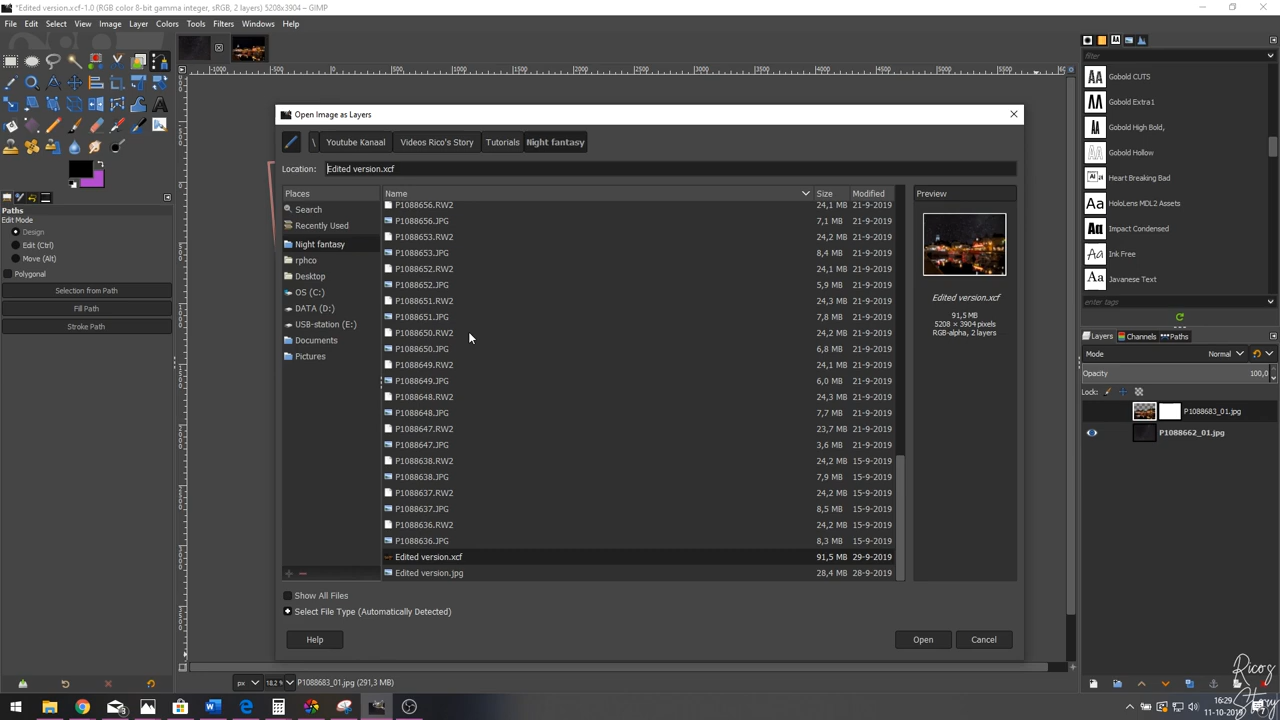 *Edited version.xcf-1.0 (RGB color 8-bit gamma integer, sRGB, 2 layers) 5208x3904 – GIMP
File Edit Select View Image Layer Colors Tools Filters Windows Help
Paths
Edit Mode
Design
Edit (Ctrl)
Move (Alt)
Polygonal
Selection from Path
Fill Path
Stroke Path
Open Image as Layers
\ Youtube Kanaal Videos Rico's Story Tutorials Night fantasy
Location: Edited version.xcf
Places
Search
Recently Used
Night fantasy
rphco
Desktop
OS (C:)
DATA (D:)
USB-station (E:)
Documents
Pictures
Name Size Modified
P1088656.RW2 24,1 MB 21-9-2019
P1088656.JPG 7,1 MB 21-9-2019
P1088653.RW2 24,2 MB 21-9-2019
P1088653.JPG 8,4 MB 21-9-2019
P1088652.RW2 24,1 MB 21-9-2019
P1088652.JPG 5,9 MB 21-9-2019
P1088651.RW2 24,3 MB 21-9-2019
P1088651.JPG 7,8 MB 21-9-2019
P1088650.RW2 24,2 MB 21-9-2019
P1088650.JPG 6,8 MB 21-9-2019
P1088649.RW2 24,1 MB 21-9-2019
P1088649.JPG 6,0 MB 21-9-2019
P1088648.RW2 24,3 MB 21-9-2019
P1088648.JPG 7,7 MB 21-9-2019
P1088647.RW2 23,7 MB 21-9-2019
P1088647.JPG 3,6 MB 21-9-2019
P1088638.RW2 24,2 MB 15-9-2019
P1088638.JPG 7,9 MB 15-9-2019
P1088637.RW2 24,2 MB 15-9-2019
P1088637.JPG 8,5 MB 15-9-2019
P1088636.RW2 24,2 MB 15-9-2019
P1088636.JPG 8,3 MB 15-9-2019
Edited version.xcf 91,5 MB 29-9-2019
Edited version.jpg 28,4 MB 28-9-2019
Preview
Edited version.xcf
91,5 MB
5208 × 3904 pixels
RGB-alpha, 2 layers
Show All Files
Select File Type (Automatically Detected)
Help Open Cancel
filter
Gobold CUTS
Gobold Extra1
Gobold High Bold,
Gobold Hollow
Heart Breaking Bad
HoloLens MDL2 Assets
Impact Condensed
Ink Free
Javanese Text
enter tags
Layers Channels Paths
Mode Normal
Opacity 100,0
Lock:
P1088683_01.jpg
P1088662_01.jpg
px 18,2 % P1088683_01.jpg (291,3 MB)
Rico's
Story
16:29
11-10-2019